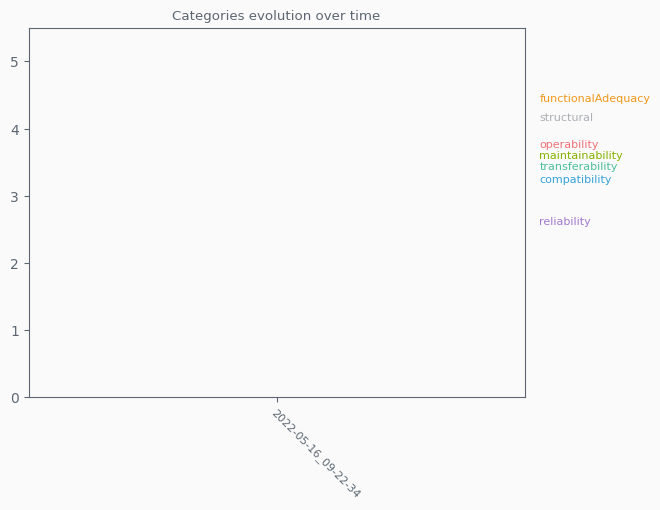 Categories evolution over time
5
4
3
2
1
0
functionalAdequacy
structural
operability
maintainability
transferability
compatibility
reliability
2022-05-16_09-22-34